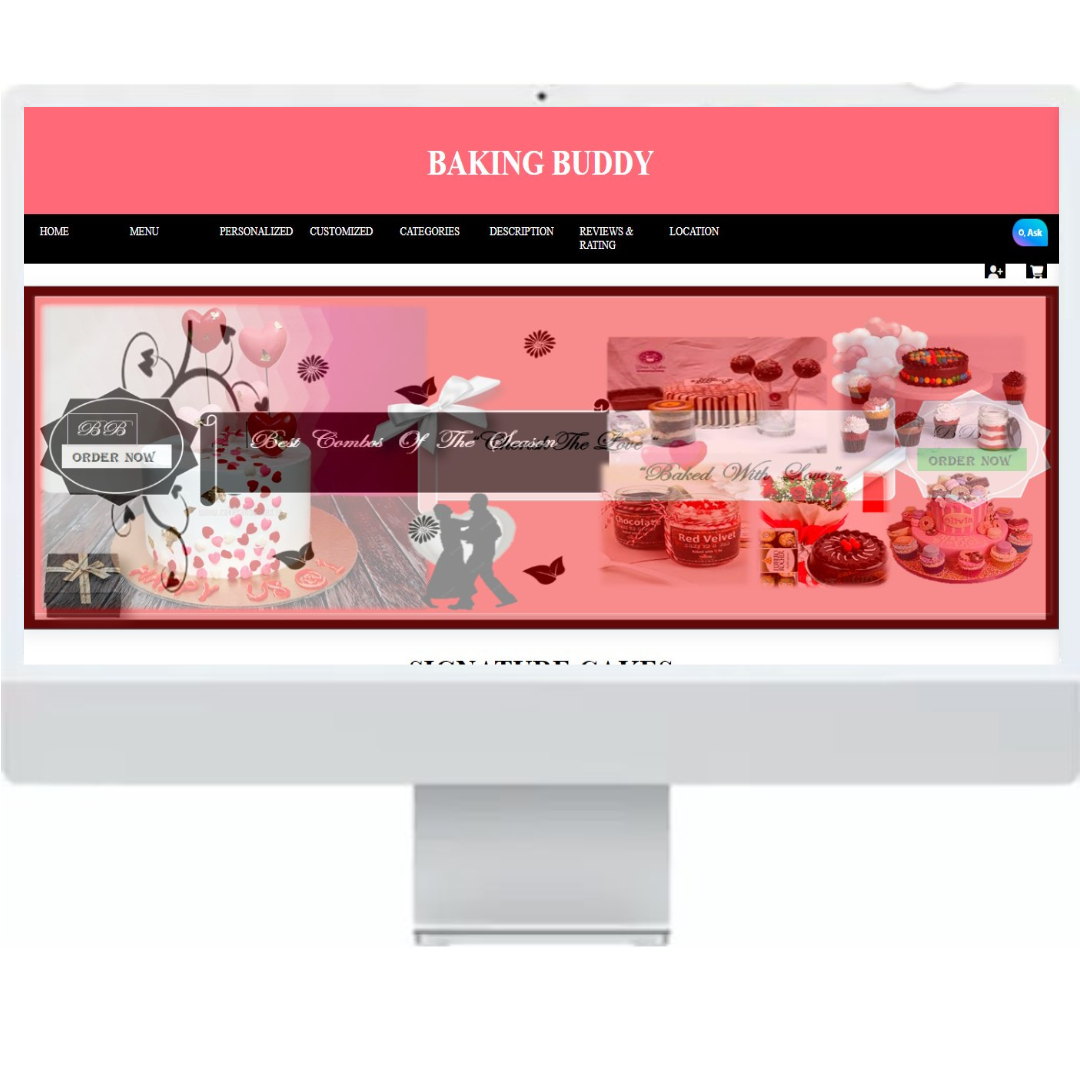 BAKING BUDDY
HOME MENU PERSONALIZED CUSTOMIZED CATEGORIES DESCRIPTION REVIEWS & RATING LOCATION
Ask
BB
ORDER NOW
Best Combos Of The Season
The Love
"Baked With Love"
BB
ORDER NOW
Chocolate
Red Velvet
Olivia
SIGNATURE CAKES